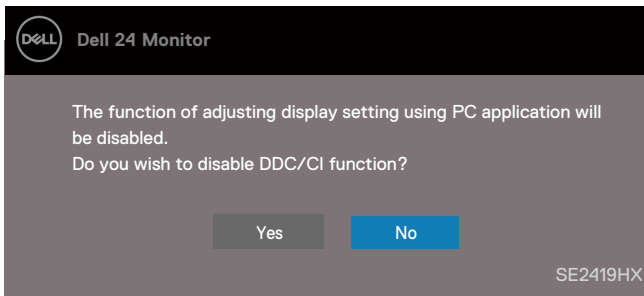 DELL
Dell 24 Monitor
The function of adjusting display setting using PC application will
be disabled.
Do you wish to disable DDC/CI function?
Yes
No
SE2419HX